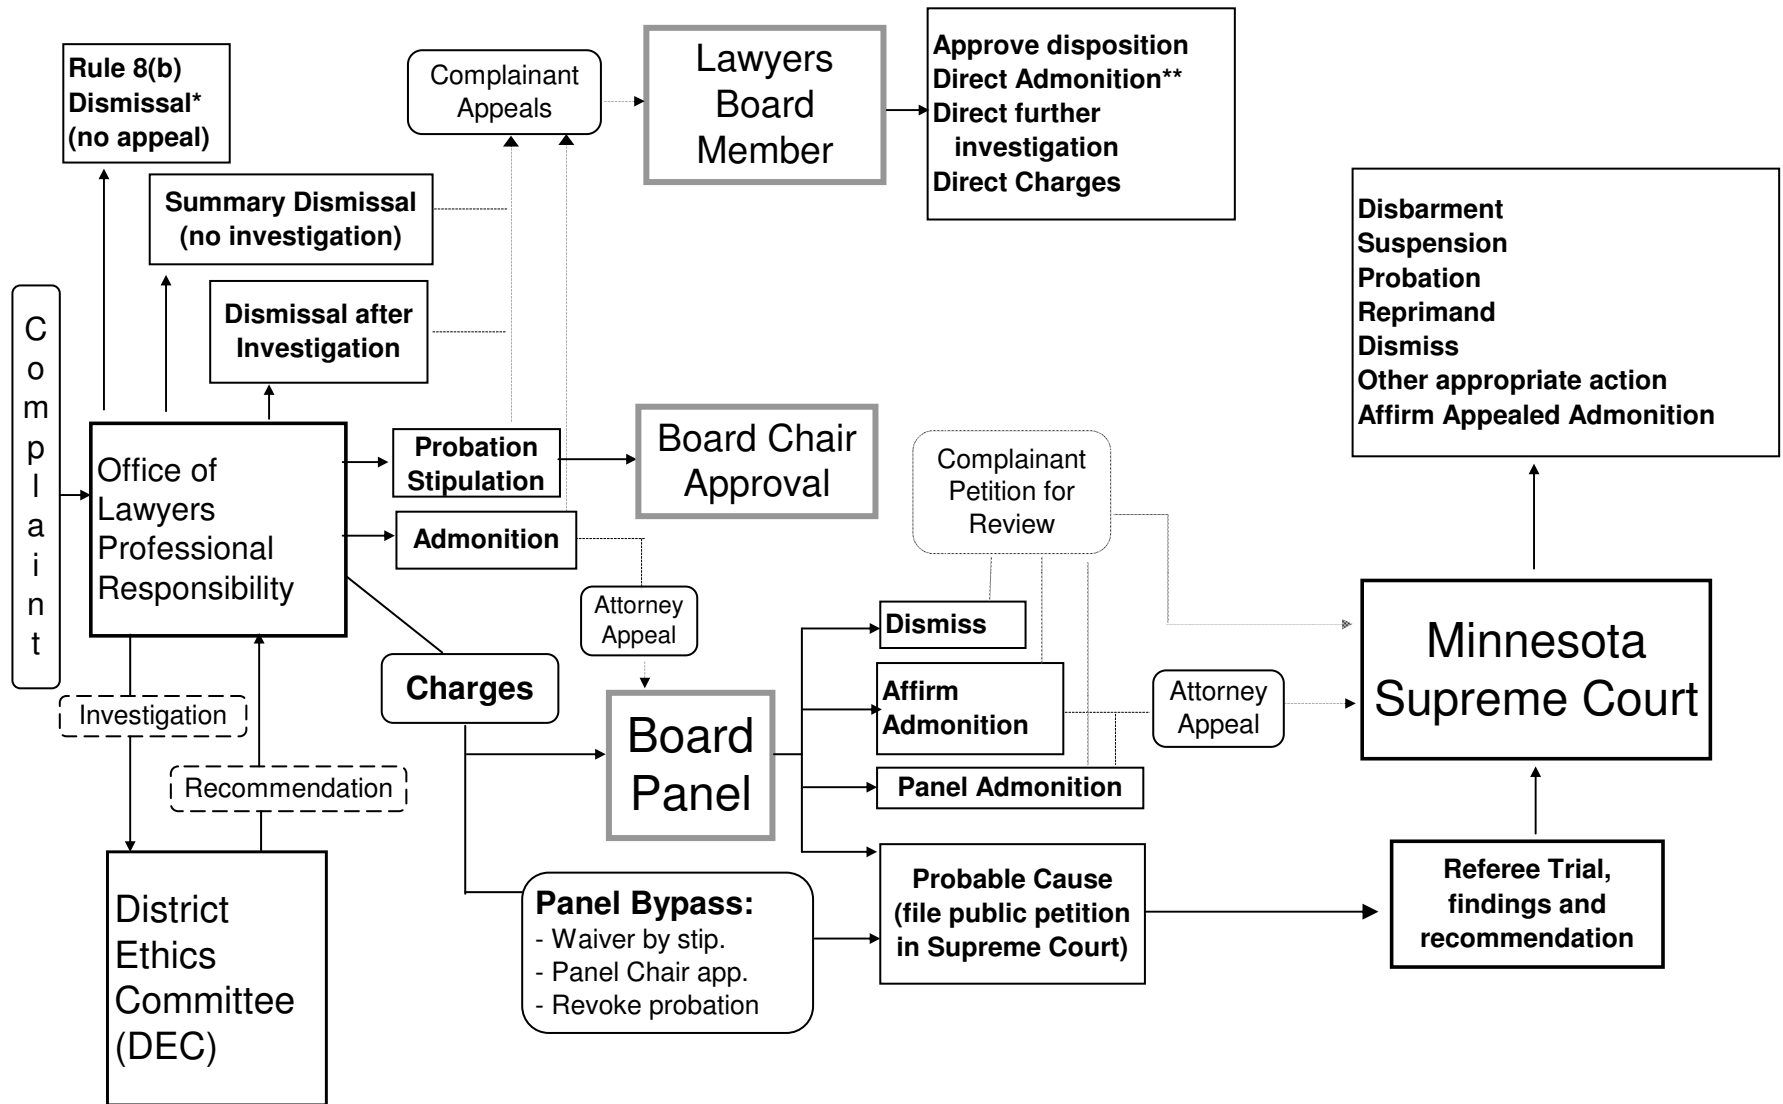 Rule 8(b)
Dismissal*
(no appeal)
Complainant
Appeals
Lawyers
Board
Member
Approve disposition
Direct Admonition**
Direct further
investigation
Direct Charges
Summary Dismissal
(no investigation)
Dismissal after
Investigation
Disbarment
Suspension
Probation
Reprimand
Dismiss
Other appropriate action
Affirm Appealed Admonition
Complaint
Office of
Lawyers
Professional
Responsibility
Probation
Stipulation
Board Chair
Approval
Admonition
Complainant
Petition for
Review
Attorney
Appeal
Charges
Board
Panel
Dismiss
Affirm
Admonition
Panel Admonition
Attorney
Appeal
Minnesota
Supreme Court
Investigation
Recommendation
District
Ethics
Committee
(DEC)
Panel Bypass:
- Waiver by stip.
- Panel Chair app.
- Revoke probation
Probable Cause
(file public petition
in Supreme Court)
Referee Trial,
findings and
recommendation